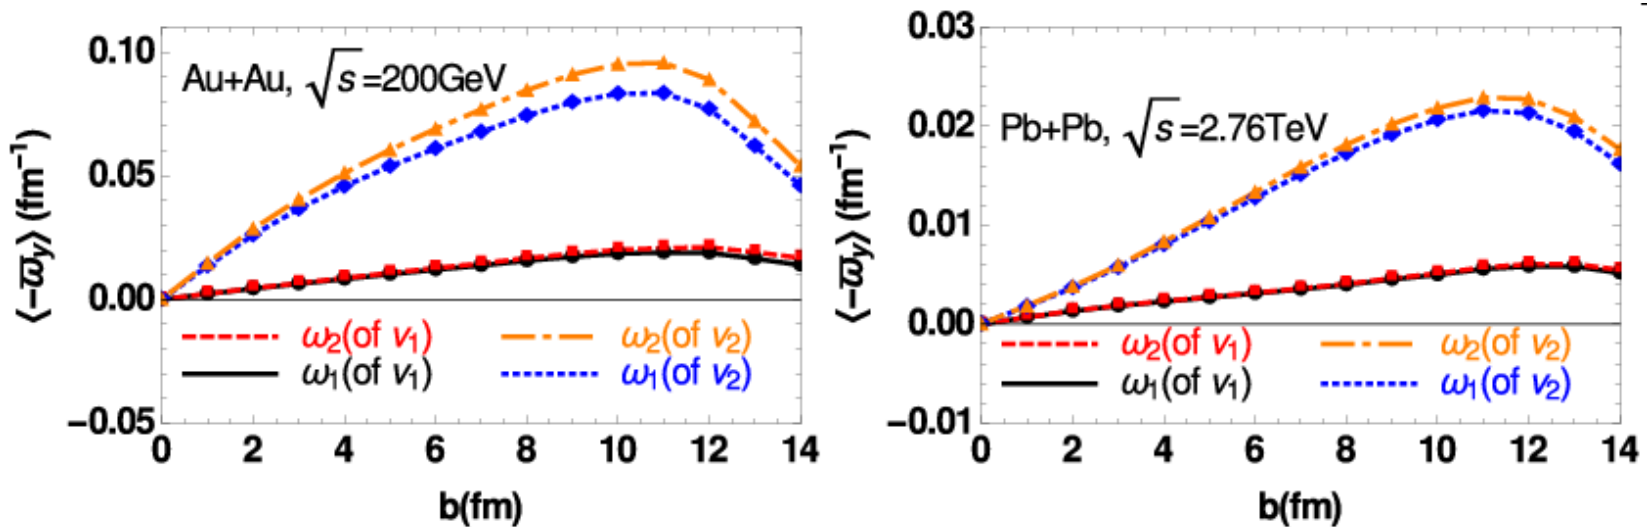 Au+Au, √s=200GeV
⟨−ϖ̅y⟩ (fm⁻¹)
0.10
0.05
0.00
−0.05
ω₂(of v₁)
ω₂(of v₂)
ω₁(of v₁)
ω₁(of v₂)
0 2 4 6 8 10 12 14
b(fm)
Pb+Pb, √s=2.76TeV
⟨−ϖ̅y⟩ (fm⁻¹)
0.03
0.02
0.01
0.00
−0.01
ω₂(of v₁)
ω₂(of v₂)
ω₁(of v₁)
ω₁(of v₂)
0 2 4 6 8 10 12 14
b(fm)